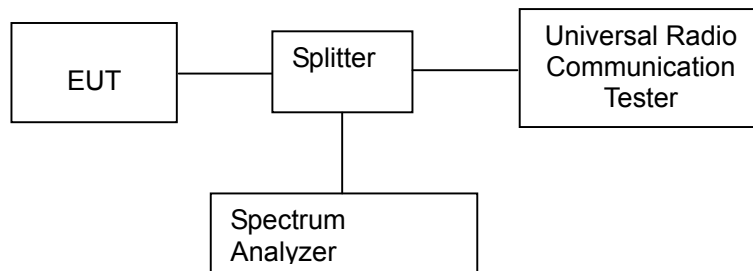 EUT
Splitter
Universal Radio
Communication
Tester
Spectrum
Analyzer